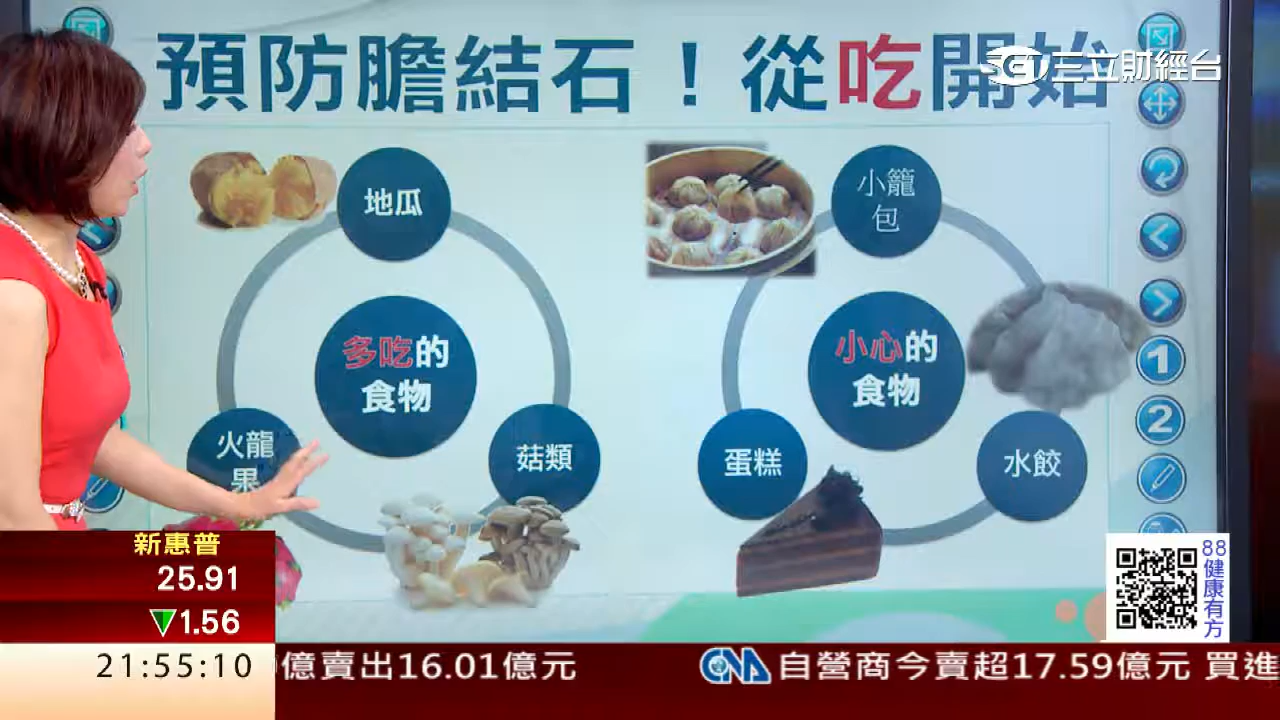 預防膽結石！從吃開始
三立財經台
地瓜
多吃的
食物
火龍
果
菇類
小籠
包
小心的
食物
蛋糕
水餃
1
2
88健康有方
新惠普
25.91
▼1.56
21:55:10
億賣出16.01億元
CNA 自營商今賣超17.59億元 買進